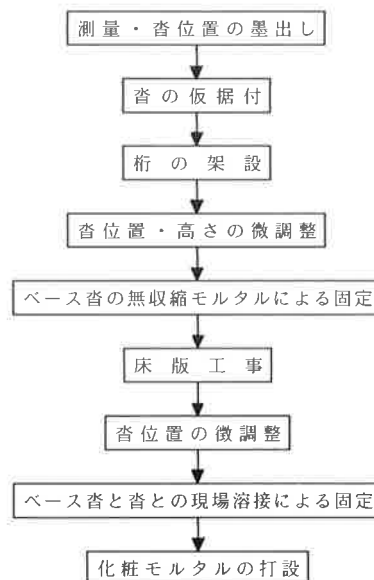 測量・沓位置の墨出し
沓の仮据付
桁の架設
沓位置・高さの微調整
ベース沓の無収縮モルタルによる固定
床版工事
沓位置の微調整
ベース沓と沓との現場溶接による固定
化粧モルタルの打設